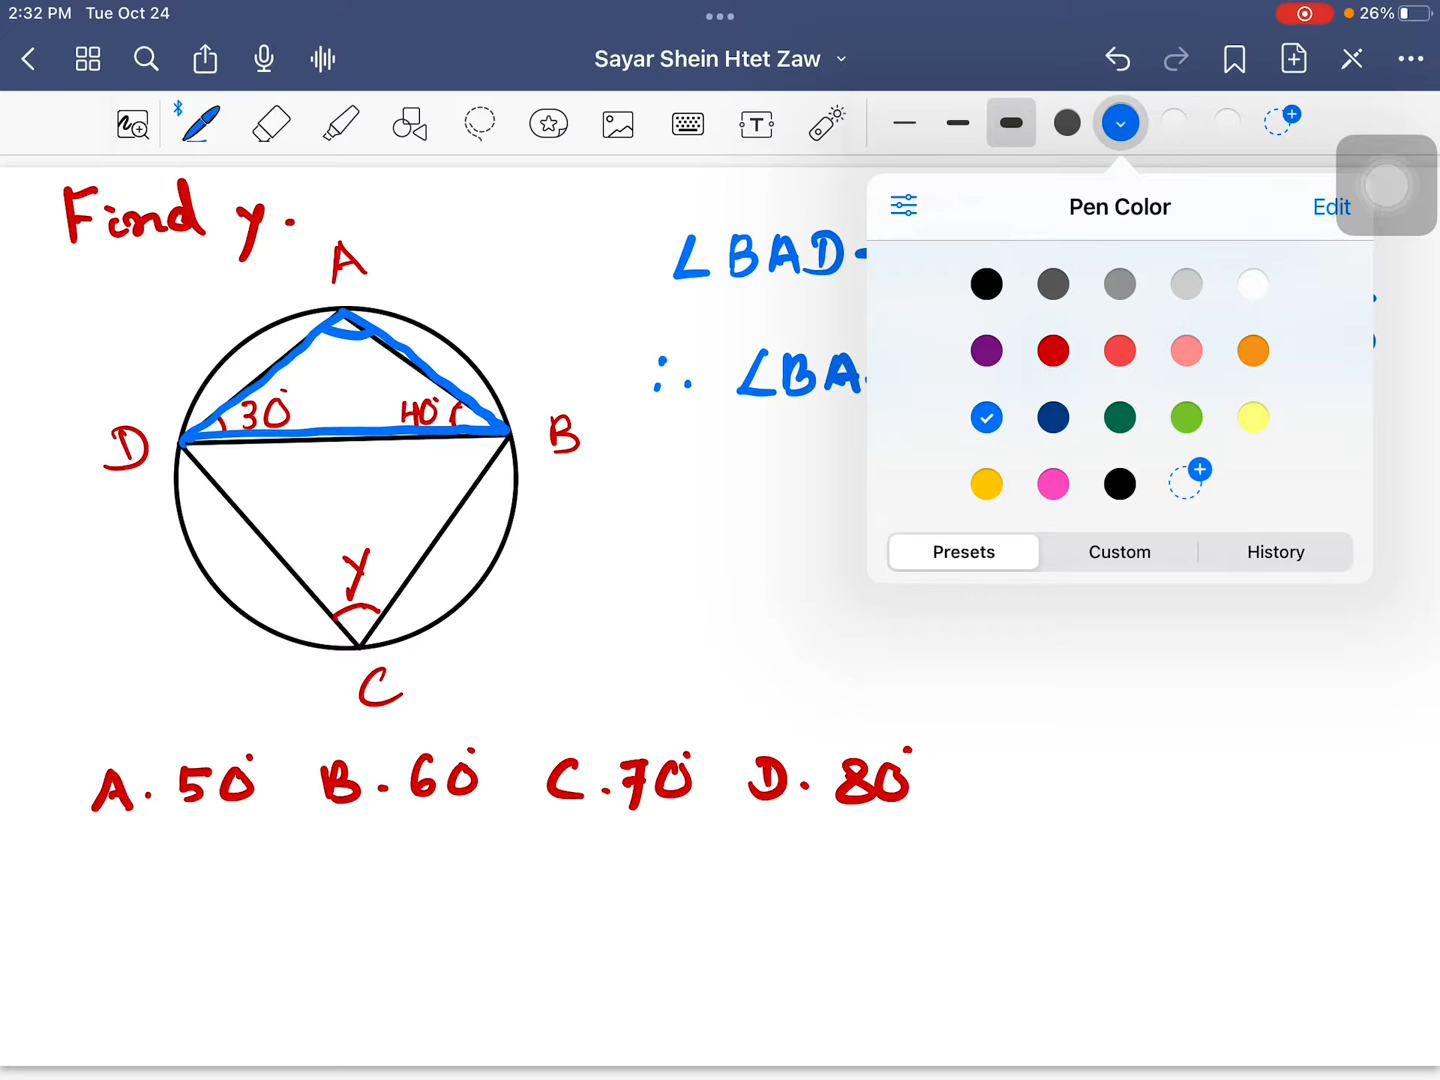 2:32 PM Tue Oct 24
26%
Sayar Shein Htet Zaw
T
Pen Color
Edit
Presets
Custom
History
Find y.
A
∠BAD
∴ ∠BA
30°
40°
D
B
y
C
A. 50° B. 60° C. 70° D. 80°